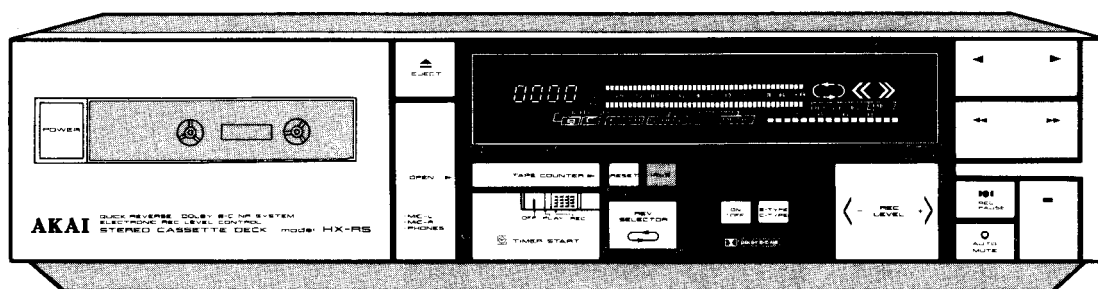 POWER
AKAI
QUICK REVERSE DOLBY B-C NR SYSTEM
ELECTRONIC REC LEVEL CONTROL
STEREO CASSETTE DECK model HX-R5
EJECT
OPEN
MIC-L
MIC-R
PHONES
0000
TAPE COUNTER
RESET
OFF PLAY REC
TIMER START
REV
SELECTOR
ON
OFF
B-TYPE
C-TYPE
DOLBY B-C NR
- REC +
LEVEL
REC
PAUSE
AUTO
MUTE